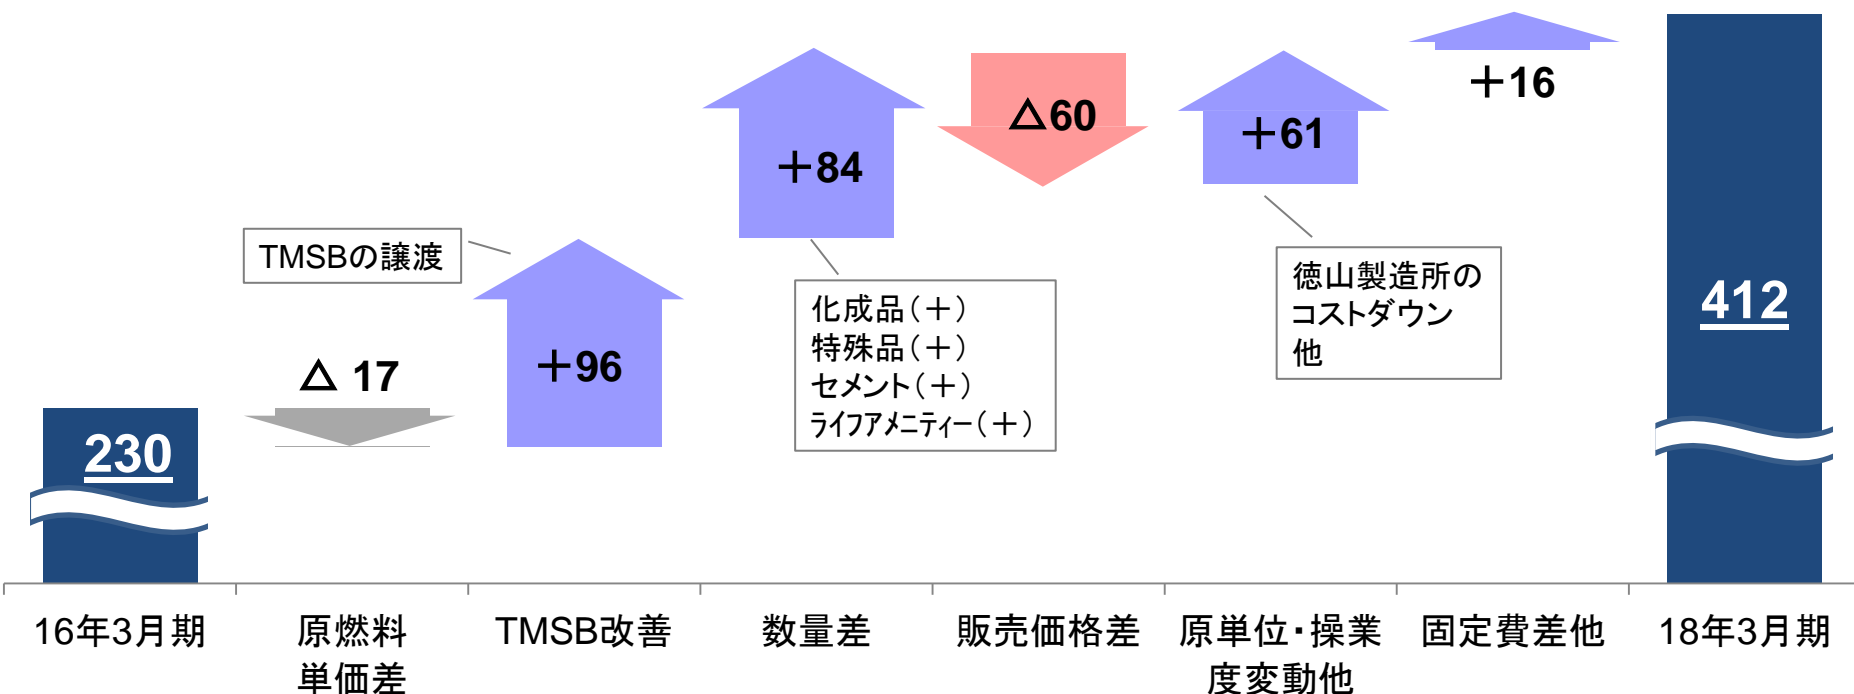 ＋16
△60
＋84
＋61
TMSBの譲渡
徳山製造所の
コストダウン
他
化成品（＋）
特殊品（＋）
セメント（＋）
ライフアメニティー（＋）
412
△ 17
＋96
230
16年3月期
原燃料
単価差
TMSB改善
数量差
販売価格差
原単位・操業
度変動他
固定費差他
18年3月期